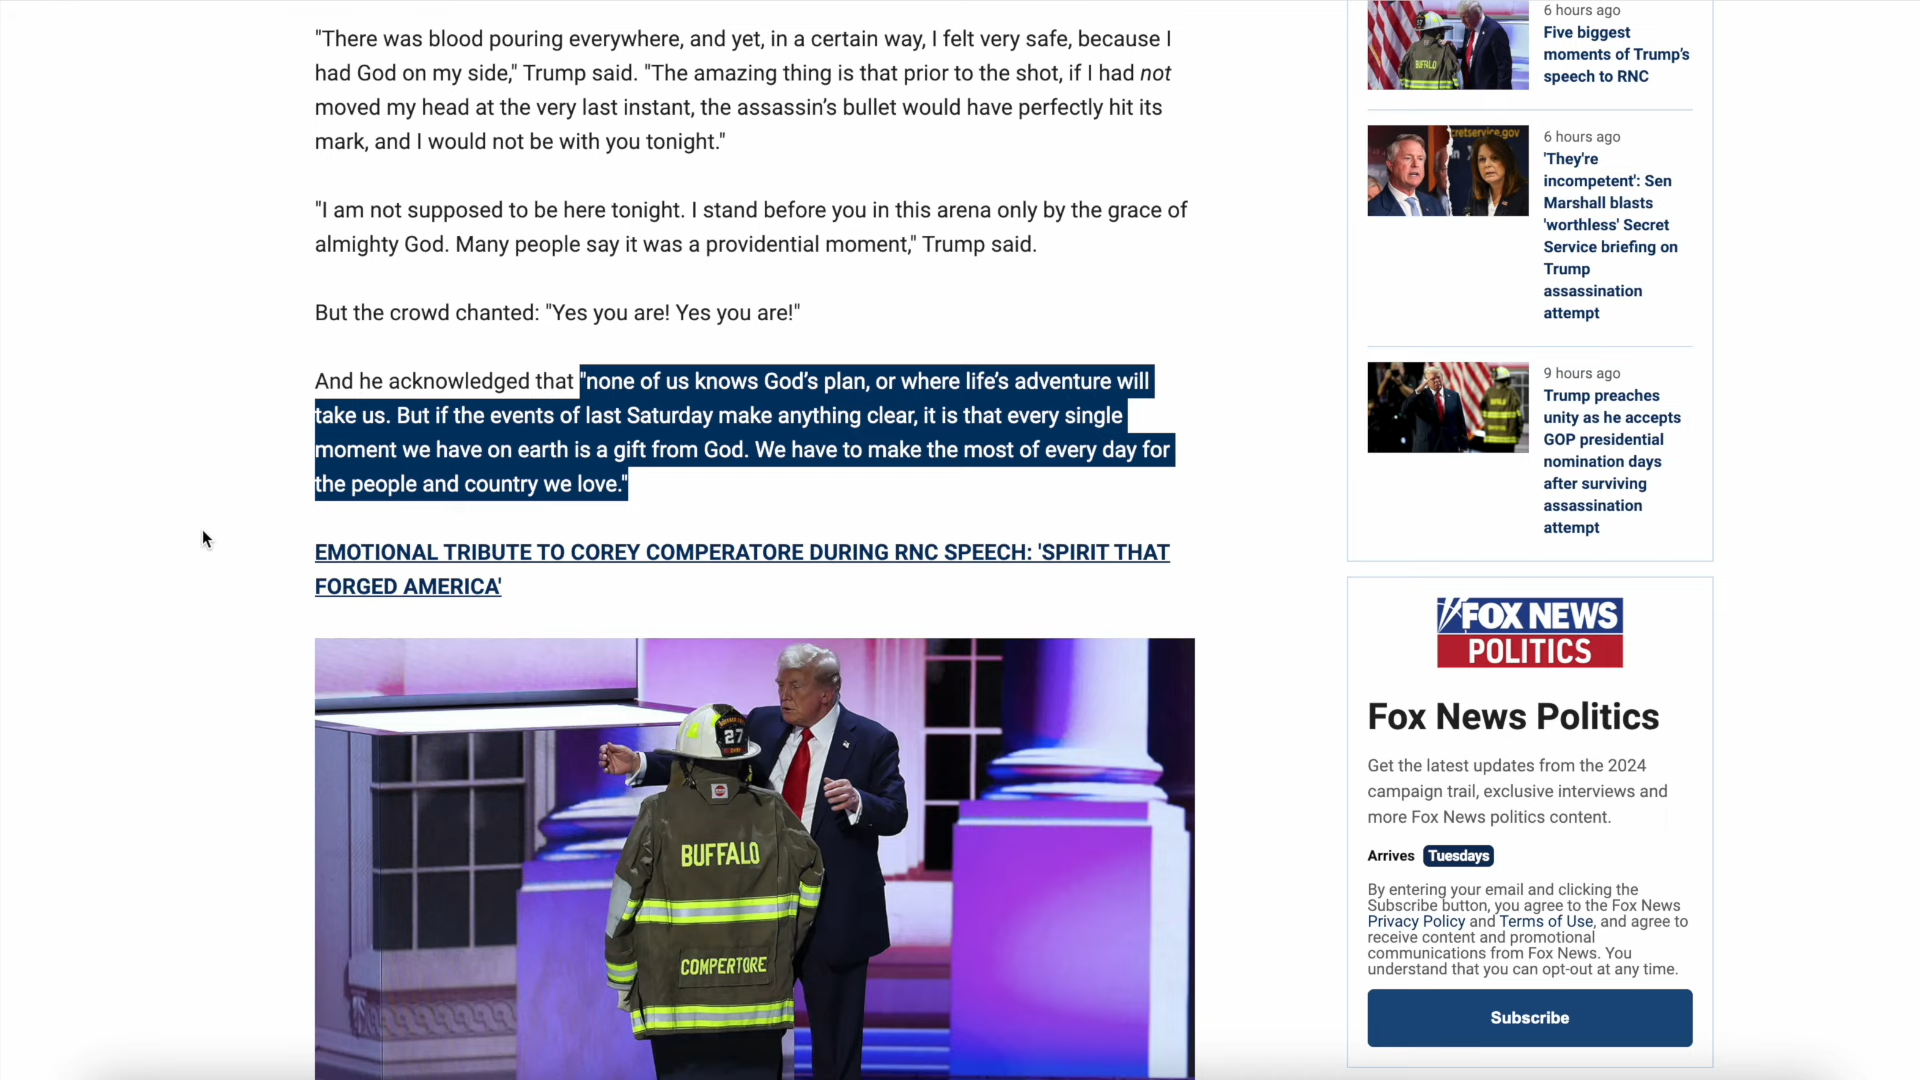 "There was blood pouring everywhere, and yet, in a certain way, I felt very safe, because I
had God on my side," Trump said. "The amazing thing is that prior to the shot, if I had not
moved my head at the very last instant, the assassin’s bullet would have perfectly hit its
mark, and I would not be with you tonight."
"I am not supposed to be here tonight. I stand before you in this arena only by the grace of
almighty God. Many people say it was a providential moment," Trump said.
But the crowd chanted: "Yes you are! Yes you are!"
And he acknowledged that "none of us knows God’s plan, or where life’s adventure will
take us. But if the events of last Saturday make anything clear, it is that every single
moment we have on earth is a gift from God. We have to make the most of every day for
the people and country we love."
EMOTIONAL TRIBUTE TO COREY COMPERATORE DURING RNC SPEECH: 'SPIRIT THAT
FORGED AMERICA'
27
BUFFALO
COMPERTORE
6 hours ago
Five biggest
moments of Trump’s
speech to RNC
BUFFALO
cretservice.gov
6 hours ago
'They're
incompetent': Sen
Marshall blasts
'worthless' Secret
Service briefing on
Trump
assassination
attempt
9 hours ago
Trump preaches
unity as he accepts
GOP presidential
nomination days
after surviving
assassination
attempt
FOX NEWS
POLITICS
Fox News Politics
Get the latest updates from the 2024
campaign trail, exclusive interviews and
more Fox News politics content.
Arrives Tuesdays
By entering your email and clicking the
Subscribe button, you agree to the Fox News
Privacy Policy and Terms of Use, and agree to
receive content and promotional
communications from Fox News. You
understand that you can opt-out at any time.
Subscribe